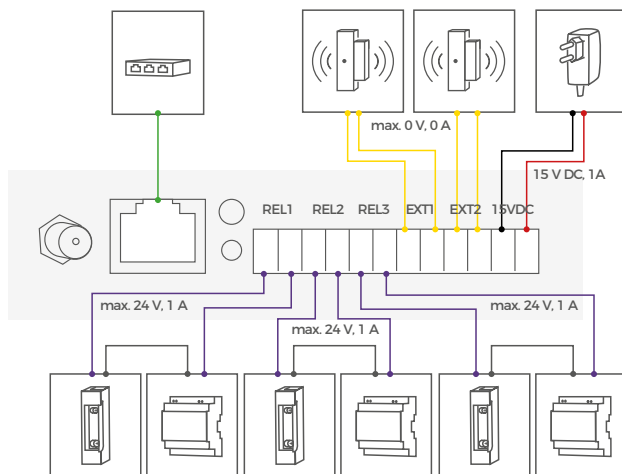 max. 0 V, 0 A
15 V DC, 1A
REL1 REL2 REL3 EXT1 EXT2 15VDC
max. 24 V, 1 A
max. 24 V, 1 A
max. 24 V, 1 A